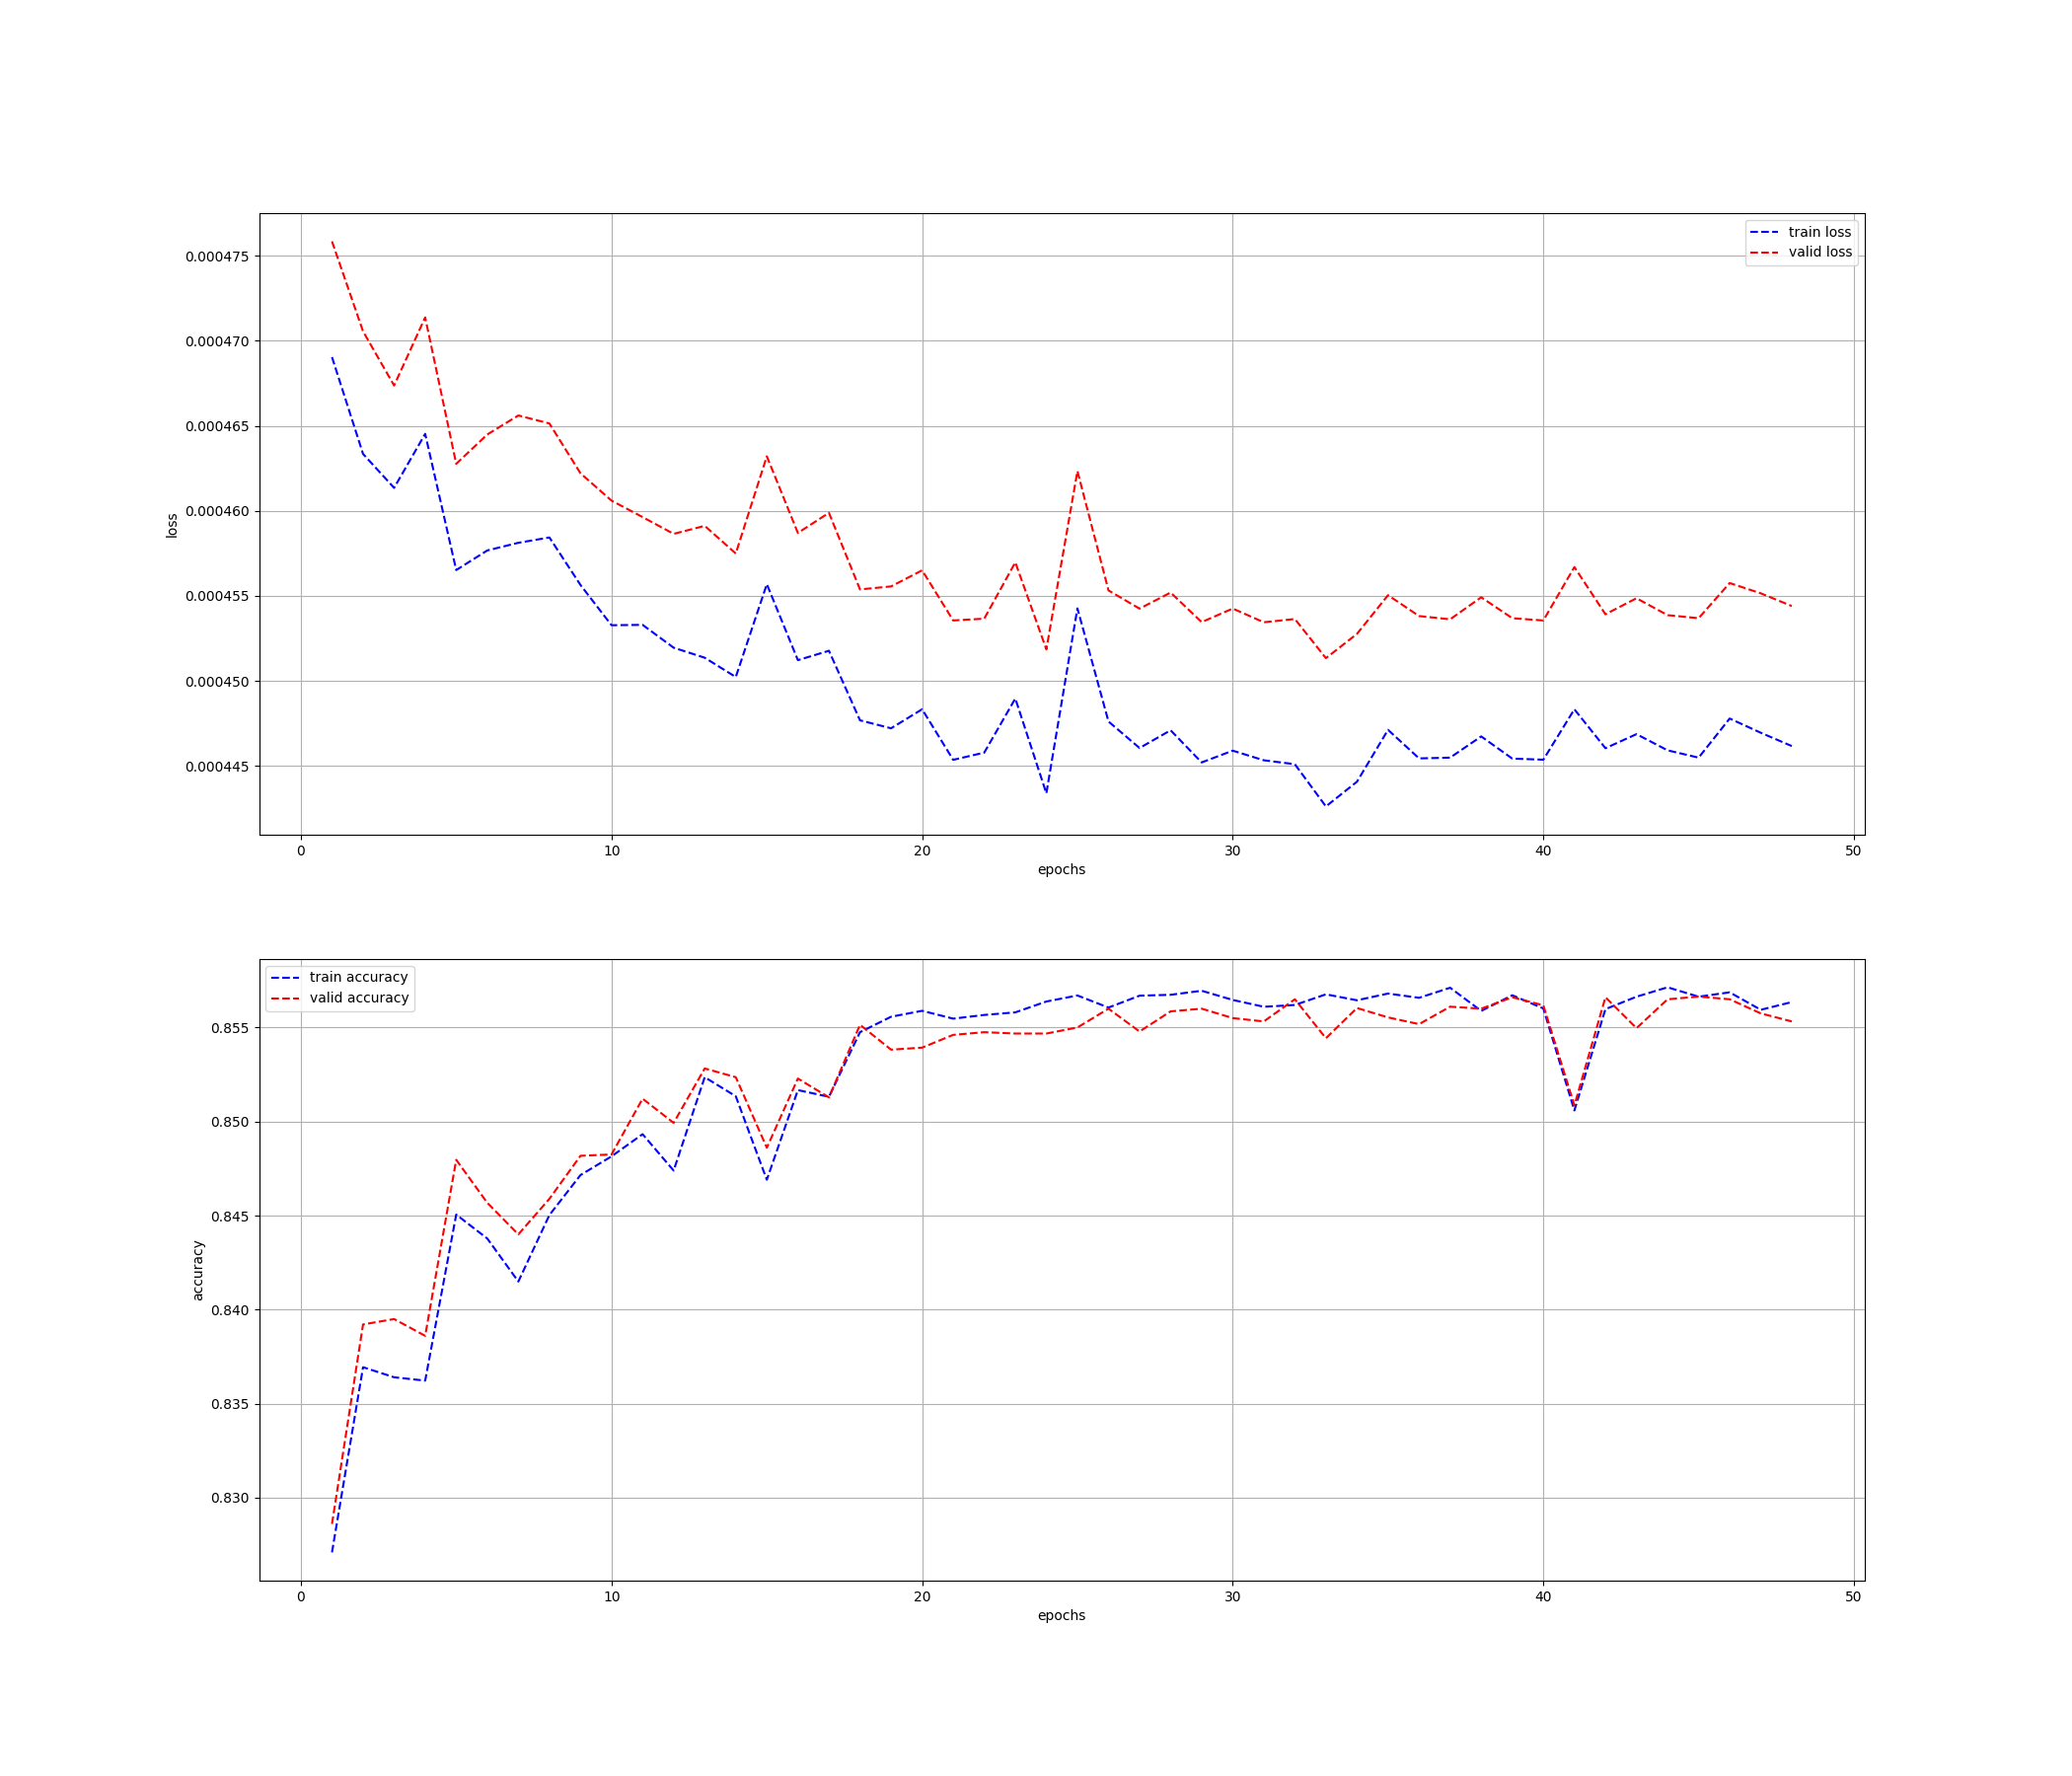 train loss
valid loss
0.000475
0.000470
0.000465
0.000460
0.000455
0.000450
0.000445
loss
0 10 20 30 40 50
epochs
train accuracy
valid accuracy
0.855
0.850
0.845
0.840
0.835
0.830
accuracy
0 10 20 30 40 50
epochs